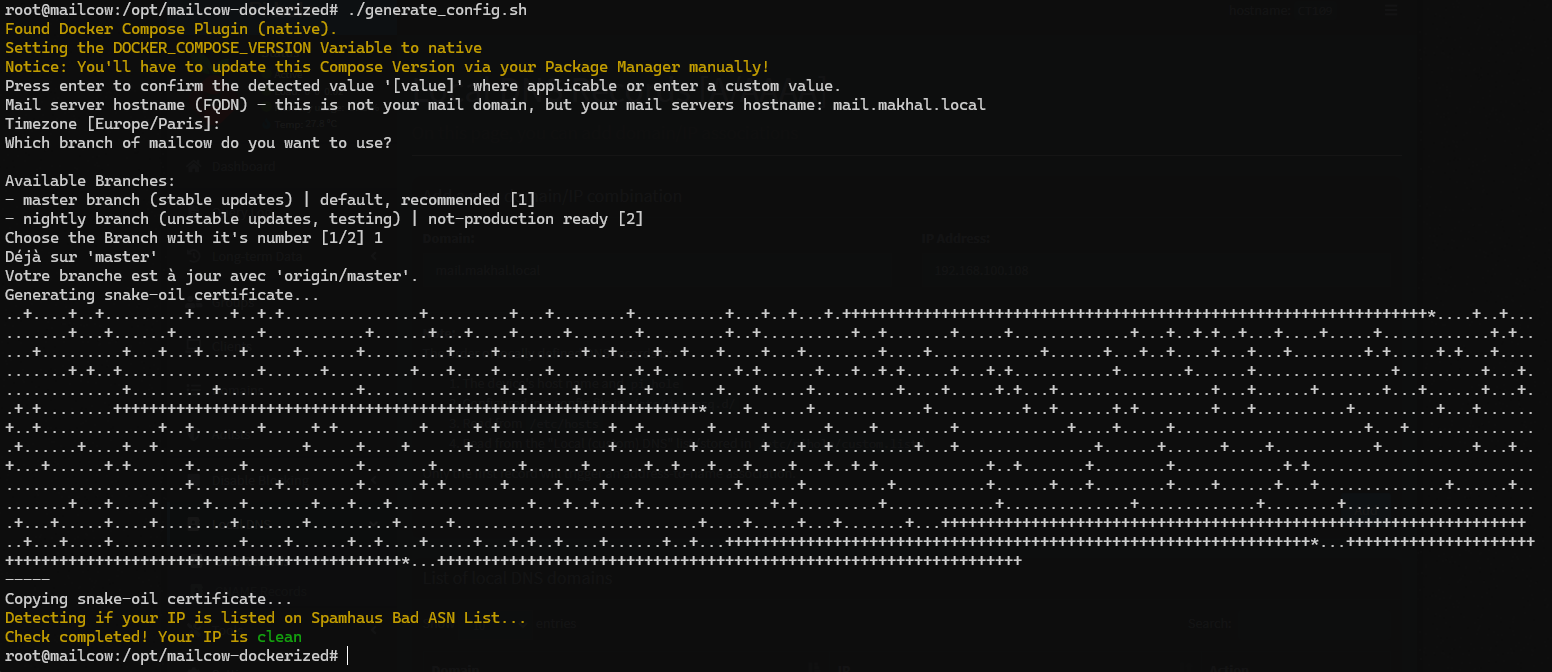 root@mailcow:/opt/mailcow-dockerized# ./generate_config.sh
Found Docker Compose Plugin (native).
Setting the DOCKER_COMPOSE_VERSION Variable to native
Notice: You'll have to update this Compose Version via your Package Manager manually!
Press enter to confirm the detected value '[value]' where applicable or enter a custom value.
Mail server hostname (FQDN) - this is not your mail domain, but your mail servers hostname: mail.makhal.local
Timezone [Europe/Paris]:
Which branch of mailcow do you want to use?
Available Branches:
- master branch (stable updates) | default, recommended [1]
- nightly branch (unstable updates, testing) | not-production ready [2]
Choose the Branch with it's number [1/2] 1
Déjà sur 'master'
Votre branche est à jour avec 'origin/master'.
Generating snake-oil certificate...
-----
Copying snake-oil certificate...
Detecting if your IP is listed on Spamhaus Bad ASN List...
Check completed! Your IP is clean
root@mailcow:/opt/mailcow-dockerized#